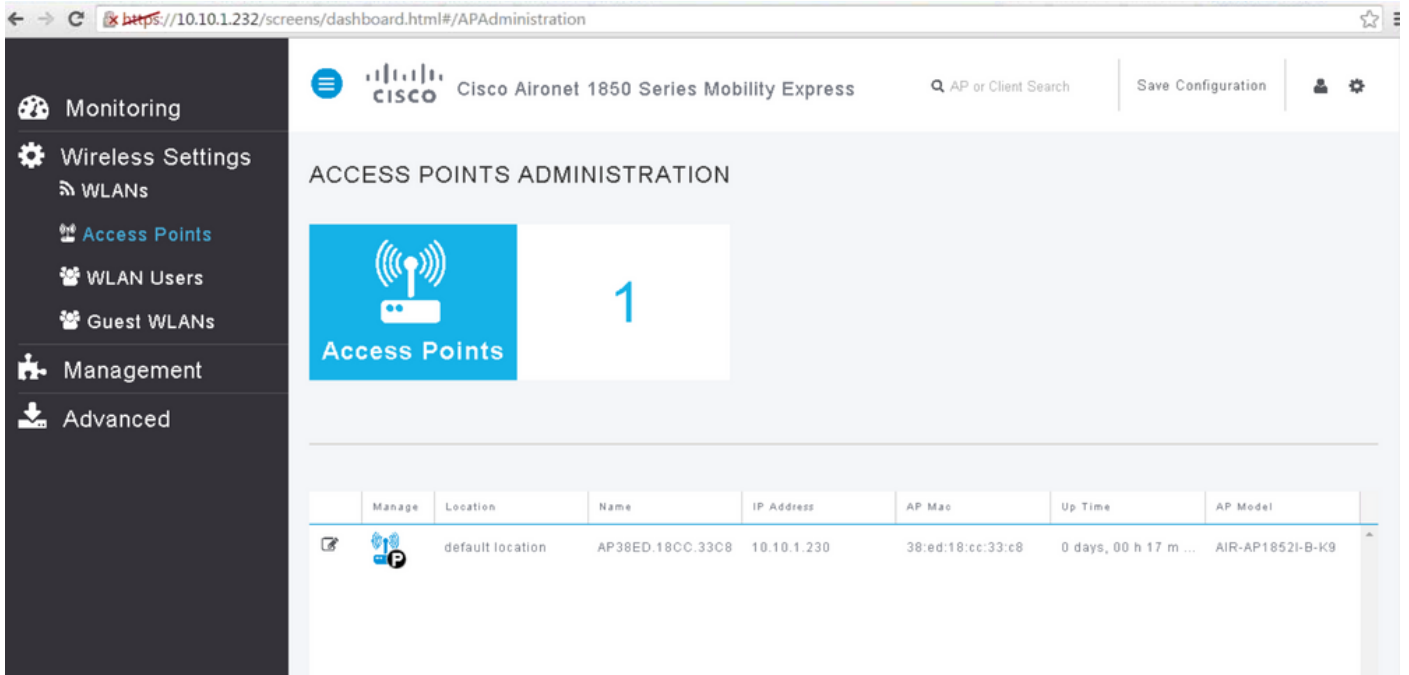 https://10.10.1.232/screens/dashboard.html#/APAdministration
Monitoring
Wireless Settings
WLANs
Access Points
WLAN Users
Guest WLANs
Management
Advanced
CISCO Cisco Aironet 1850 Series Mobility Express
AP or Client Search
Save Configuration
ACCESS POINTS ADMINISTRATION
Access Points
1
Manage Location Name IP Address AP Mac Up Time AP Model
P default location AP38ED.18CC.33C8 10.10.1.230 38:ed:18:cc:33:c8 0 days, 00 h 17 m ... AIR-AP1852I-B-K9